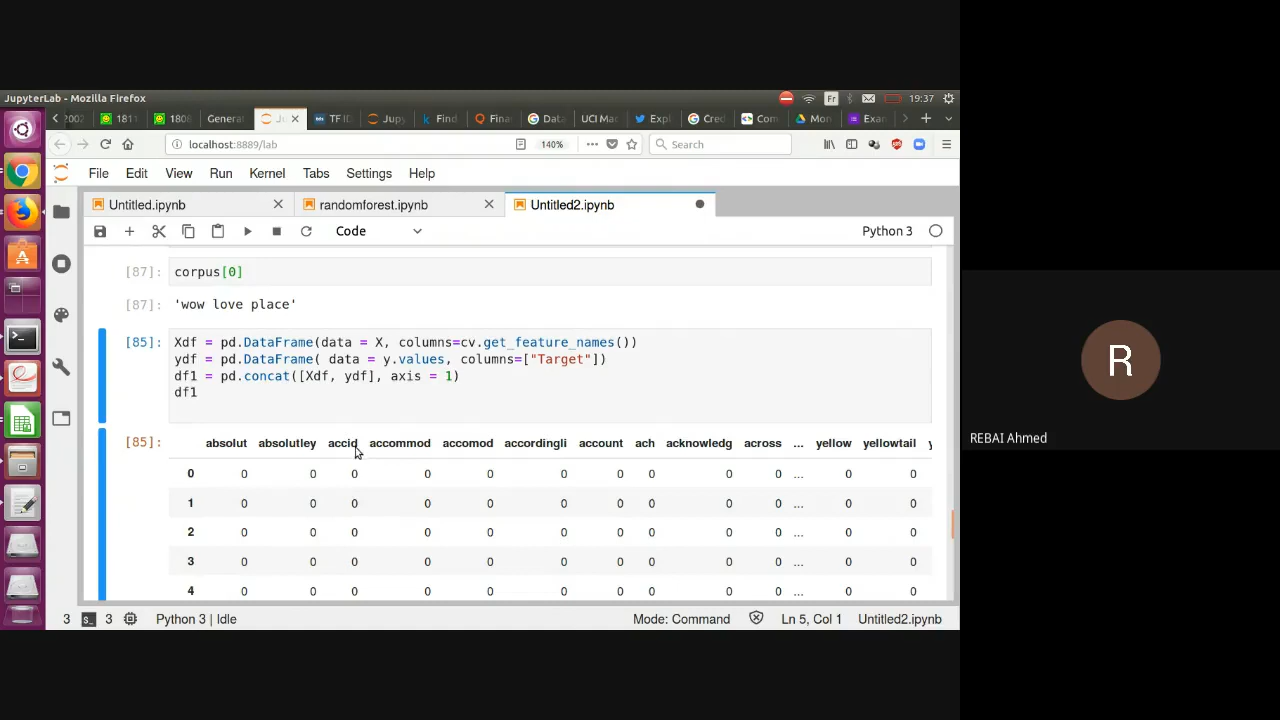 JupyterLab - Mozilla Firefox
Fr
19:37
2002
1811
1808
General
Ju
TF ID
Jupy
Find
Fina
Data
UCI Mac
Expl
Cred
Com
Mon
Exan
localhost:8889/lab
140%
Search
File Edit View Run Kernel Tabs Settings Help
Untitled.ipynb
randomforest.ipynb
Untitled2.ipynb
Code
Python 3
[87]: corpus[0]
[87]: 'wow love place'
[85]: Xdf = pd.DataFrame(data = X, columns=cv.get_feature_names())
ydf = pd.DataFrame( data = y.values, columns=["Target"])
df1 = pd.concat([Xdf, ydf], axis = 1)
df1
[85]: absolut absolutley accid accommod accomod accordingli account ach acknowledg across ... yellow yellowtail y
0 0 0 0 0 0 0 0 0 0 0 ... 0 0
1 0 0 0 0 0 0 0 0 0 0 ... 0 0
2 0 0 0 0 0 0 0 0 0 0 ... 0 0
3 0 0 0 0 0 0 0 0 0 0 ... 0 0
4 0 0 0 0 0 0 0 0 0 0 ... 0 0
3 3 Python 3 | Idle Mode: Command Ln 5, Col 1 Untitled2.ipynb
R
REBAI Ahmed